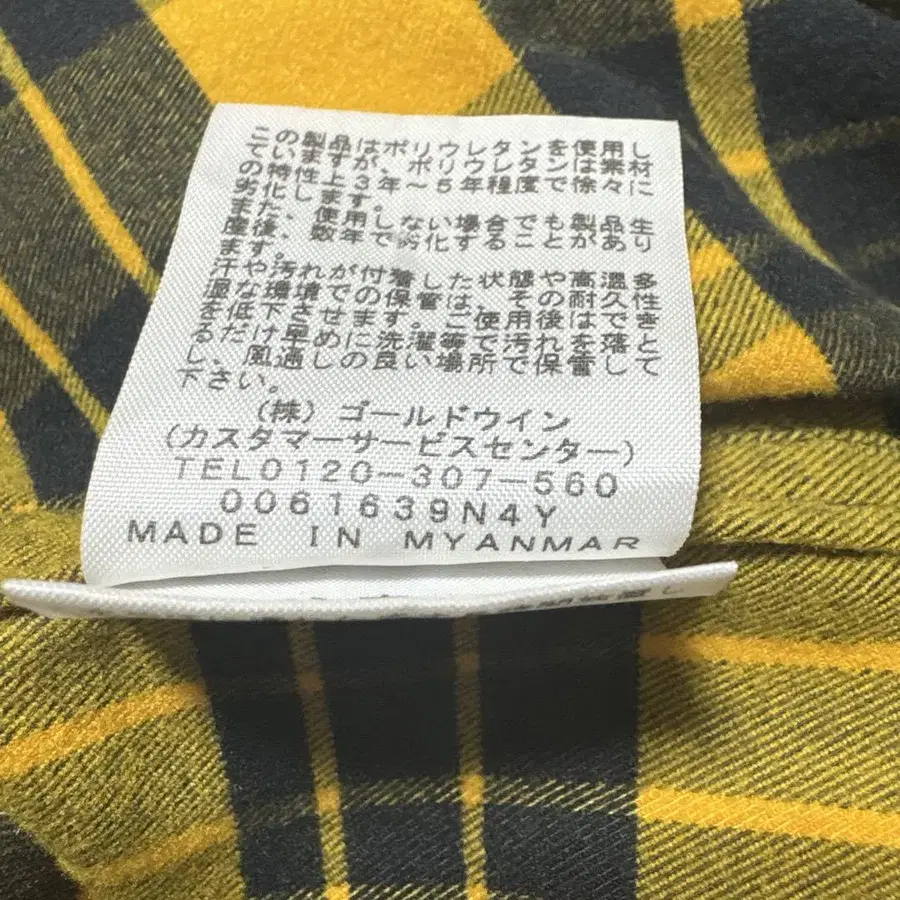 この製品はポリウレタンを使用し
ていますが、ポリウレタンは素材
の特性上3年～5年程度で徐々に
劣化します。
また、使用しない場合でも製品生
産後、数年で劣化することがあり
ます。
汗や汚れが付着した状態や高温多
湿な環境での保管は、その耐久性
を低下させます。ご使用後はできと
るだけ早めに洗濯等で汚れを落して
し、風通しの良い場所で保管
下さい。
(株) ゴールドウイン
(カスタマーサービスセンター)
TEL0120-307-560
0061639N4Y
MADE IN MYANMAR